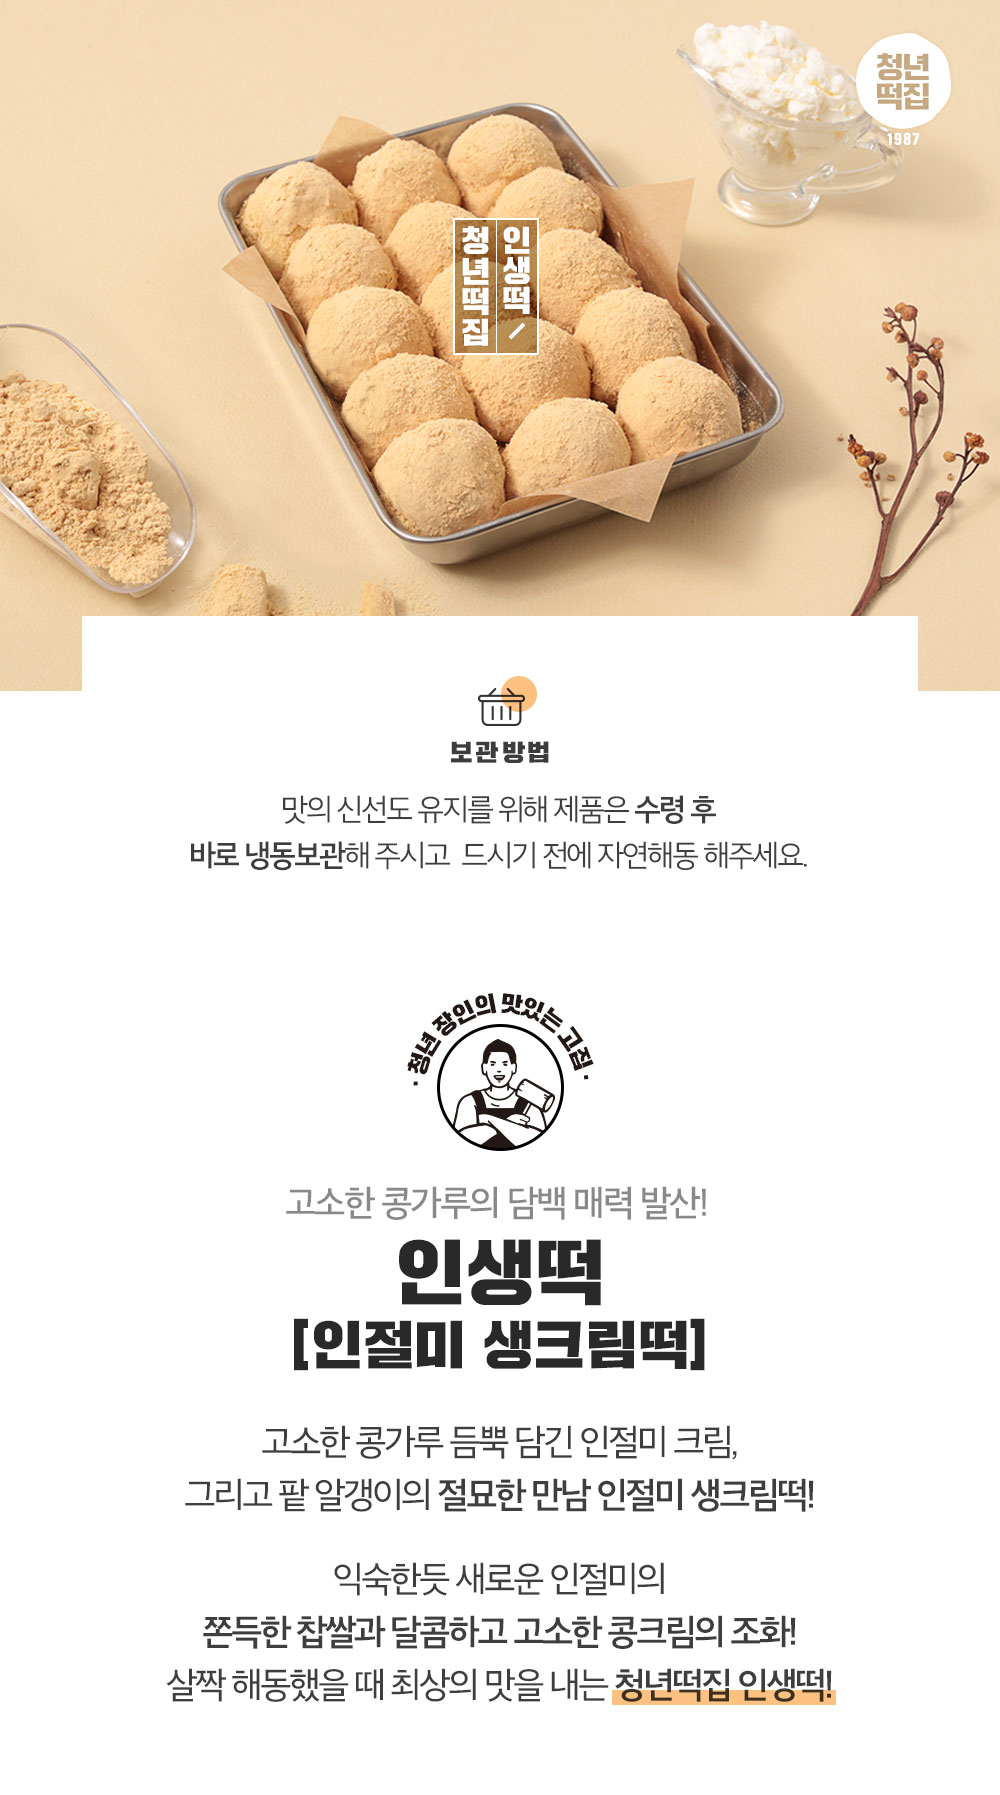 청년
떡집
1987
인생떡
청년떡집
보관방법
맛의 신선도 유지를 위해 제품은 수령 후
바로 냉동보관해 주시고 드시기 전에 자연해동 해주세요.
· 청년 장인의 맛있는 고집 ·
고소한 콩가루의 담백 매력 발산!
인생떡
[인절미 생크림떡]
고소한 콩가루 듬뿍 담긴 인절미 크림,
그리고 팥 알갱이의 절묘한 만남 인절미 생크림떡!
익숙한듯 새로운 인절미의
쫀득한 찹쌀과 달콤하고 고소한 콩크림의 조화!
살짝 해동했을 때 최상의 맛을 내는 청년떡집 인생떡!